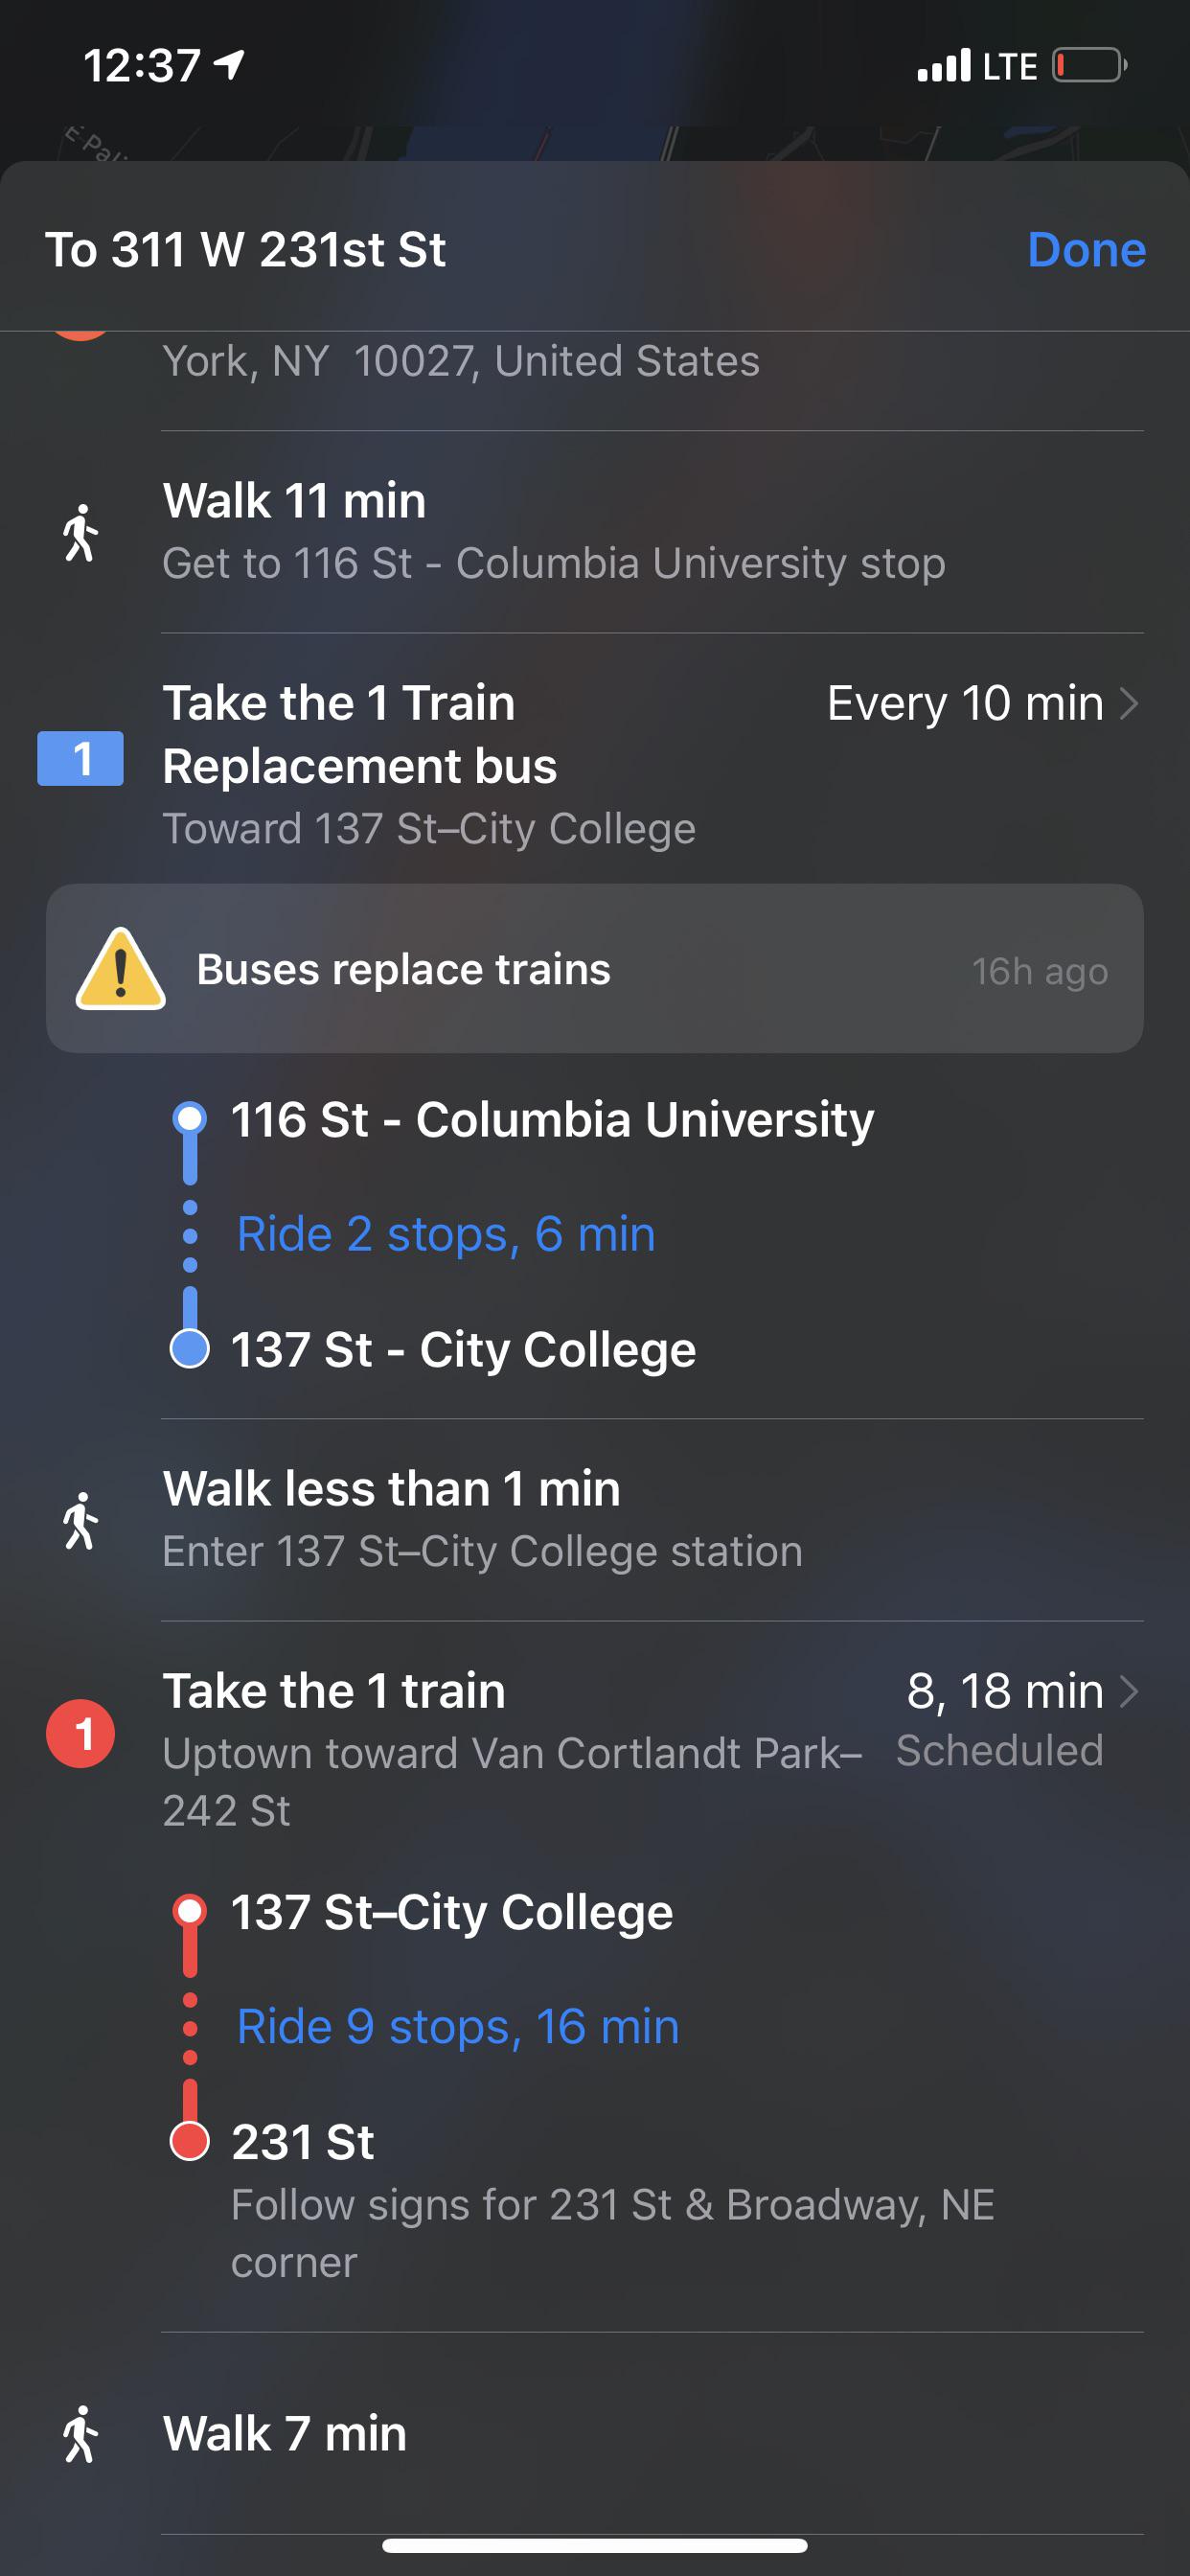 12:37
LTE
E Pali
To 311 W 231st St
Done
York, NY 10027, United States
Walk 11 min
Get to 116 St - Columbia University stop
Take the 1 Train
Every 10 min
1
Replacement bus
Toward 137 St–City College
Buses replace trains
16h ago
116 St - Columbia University
Ride 2 stops, 6 min
137 St - City College
Walk less than 1 min
Enter 137 St–City College station
Take the 1 train
8, 18 min
1
Uptown toward Van Cortlandt Park–
Scheduled
242 St
137 St–City College
Ride 9 stops, 16 min
231 St
Follow signs for 231 St & Broadway, NE
corner
Walk 7 min